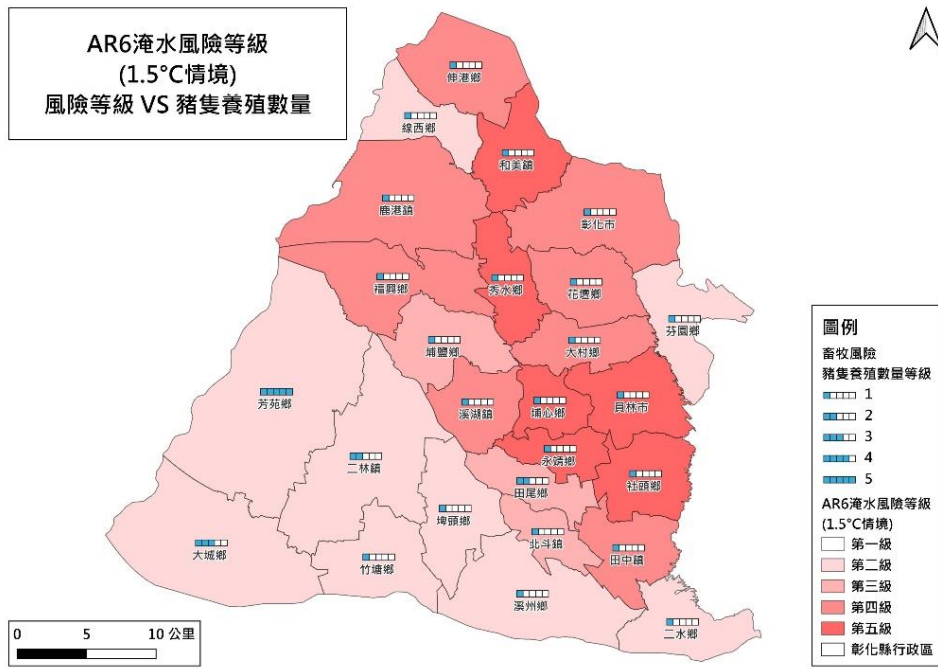 AR6淹水風險等級
(1.5°C情境)
風險等級 VS 豬隻養殖數量
伸港鄉
線西鄉
和美鎮
鹿港鎮
彰化市
福興鄉
秀水鄉
花壇鄉
芬園鄉
埔鹽鄉
大村鄉
芳苑鄉
溪湖鎮
埔心鄉
員林市
二林鎮
永靖鄉
田尾鄉
社頭鄉
埤頭鄉
大城鄉
竹塘鄉
北斗鎮
田中鎮
溪州鄉
二水鄉
圖例
畜牧風險
豬隻養殖數量等級
1
2
3
4
5
AR6淹水風險等級
(1.5°C情境)
第一級
第二級
第三級
第四級
第五級
彰化縣行政區
0 5 10 公里